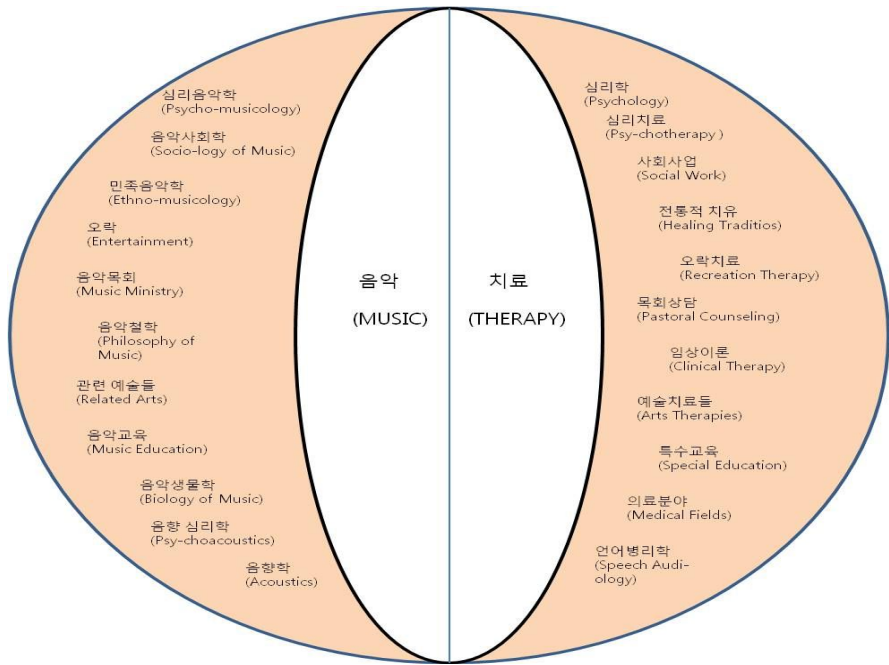 심리음악학
(Psycho-musicology)
음악사회학
(Socio-logy of Music)
민족음악학
(Ethno-musicology)
오락
(Entertainment)
음악목회
(Music Ministry)
음악철학
(Philosophy of
Music)
관련 예술들
(Related Arts)
음악교육
(Music Education)
음악생물학
(Biology of Music)
음향 심리학
(Psy-choacoustics)
음향학
(Acoustics)
음악
(MUSIC)
치료
(THERAPY)
심리학
(Psychology)
심리치료
(Psy-chotherapy )
사회사업
(Social Work)
전통적 치유
(Healing Traditios)
오락치료
(Recreation Therapy)
목회상담
(Pastoral Counseling)
임상이론
(Clinical Therapy)
예술치료들
(Arts Therapies)
특수교육
(Special Education)
의료분야
(Medical Fields)
언어병리학
(Speech Audi-
ology)